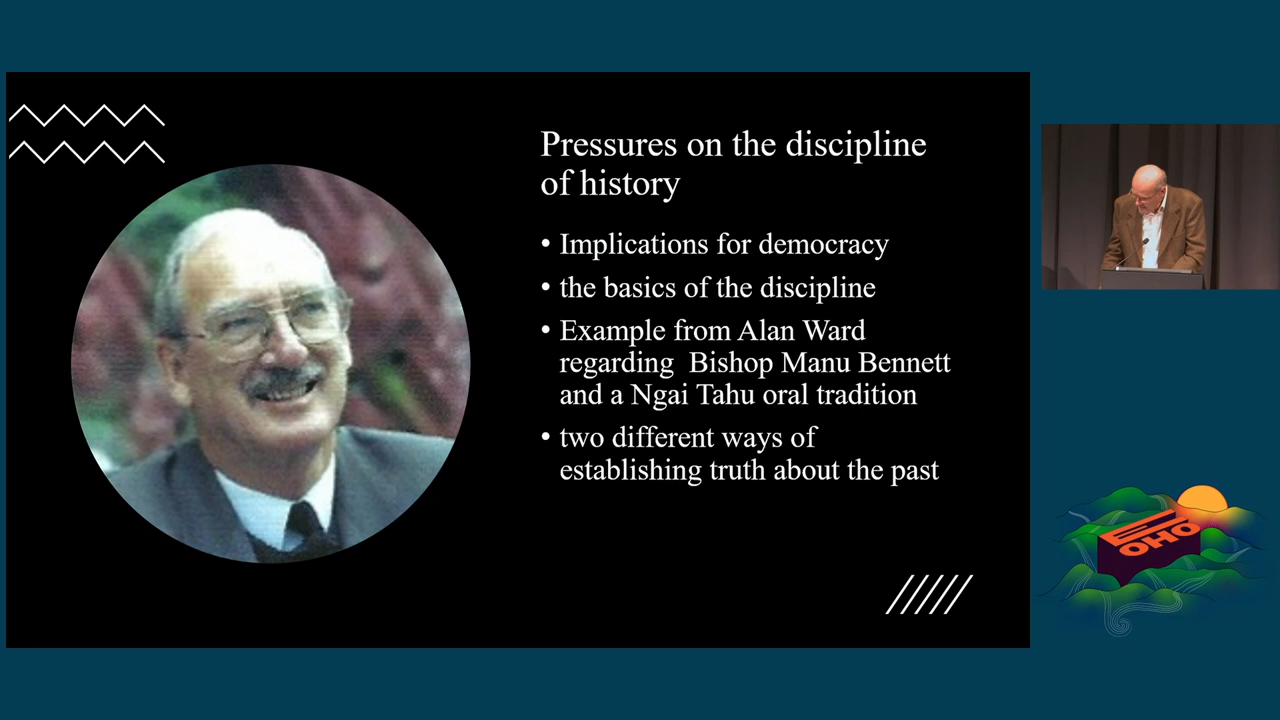 Pressures on the discipline
of history
• Implications for democracy
• the basics of the discipline
• Example from Alan Ward
regarding  Bishop Manu Bennett
and a Ngai Tahu oral tradition
• two different ways of
establishing truth about the past
E
OHO